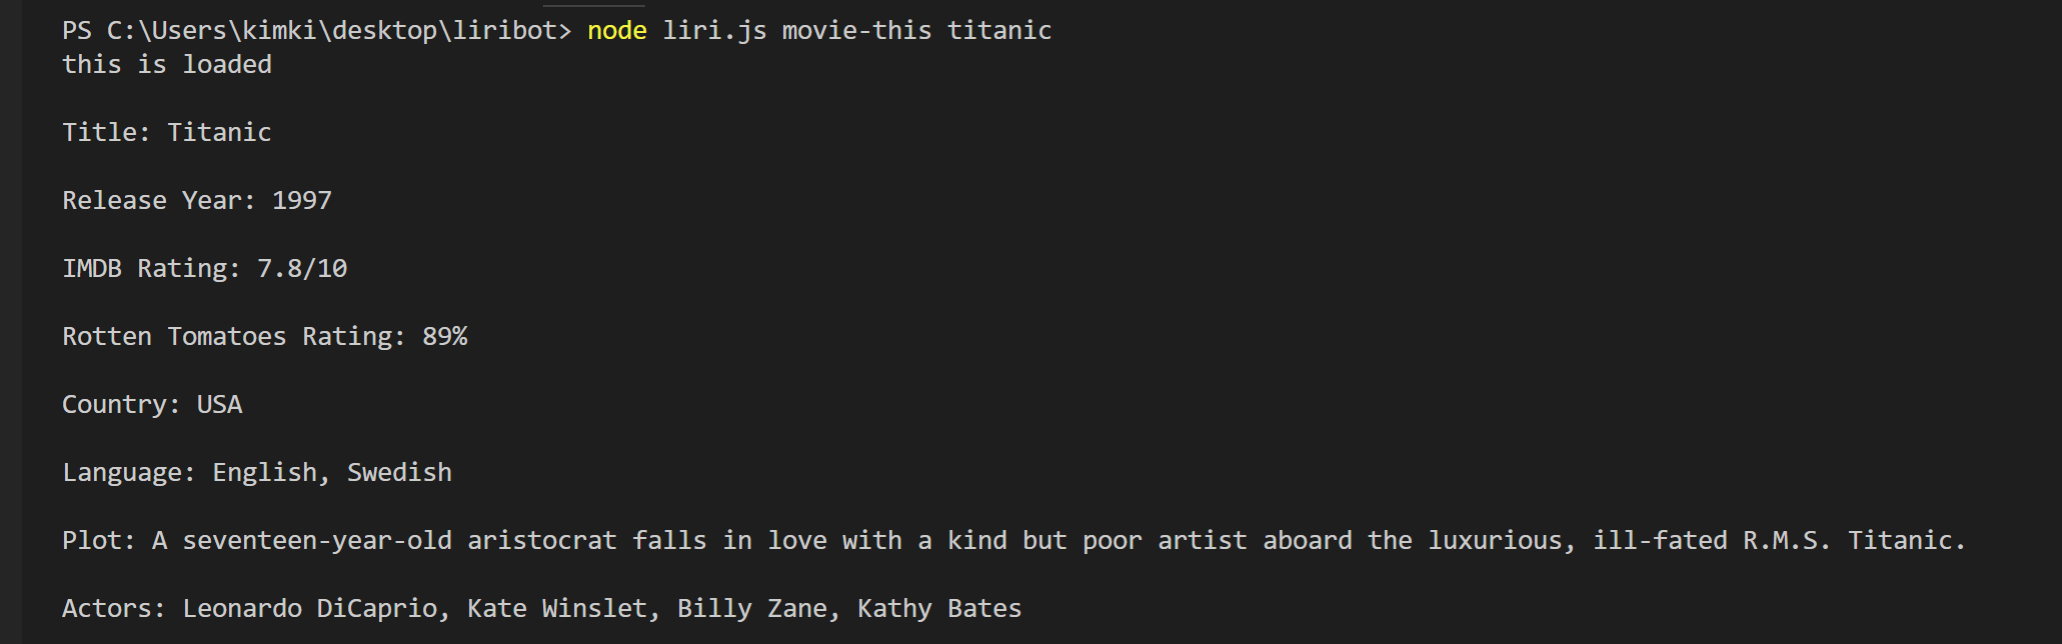 PS C:\Users\kimki\desktop\liribot> node liri.js movie-this titanic
this is loaded
Title: Titanic
Release Year: 1997
IMDB Rating: 7.8/10
Rotten Tomatoes Rating: 89%
Country: USA
Language: English, Swedish
Plot: A seventeen-year-old aristocrat falls in love with a kind but poor artist aboard the luxurious, ill-fated R.M.S. Titanic.
Actors: Leonardo DiCaprio, Kate Winslet, Billy Zane, Kathy Bates